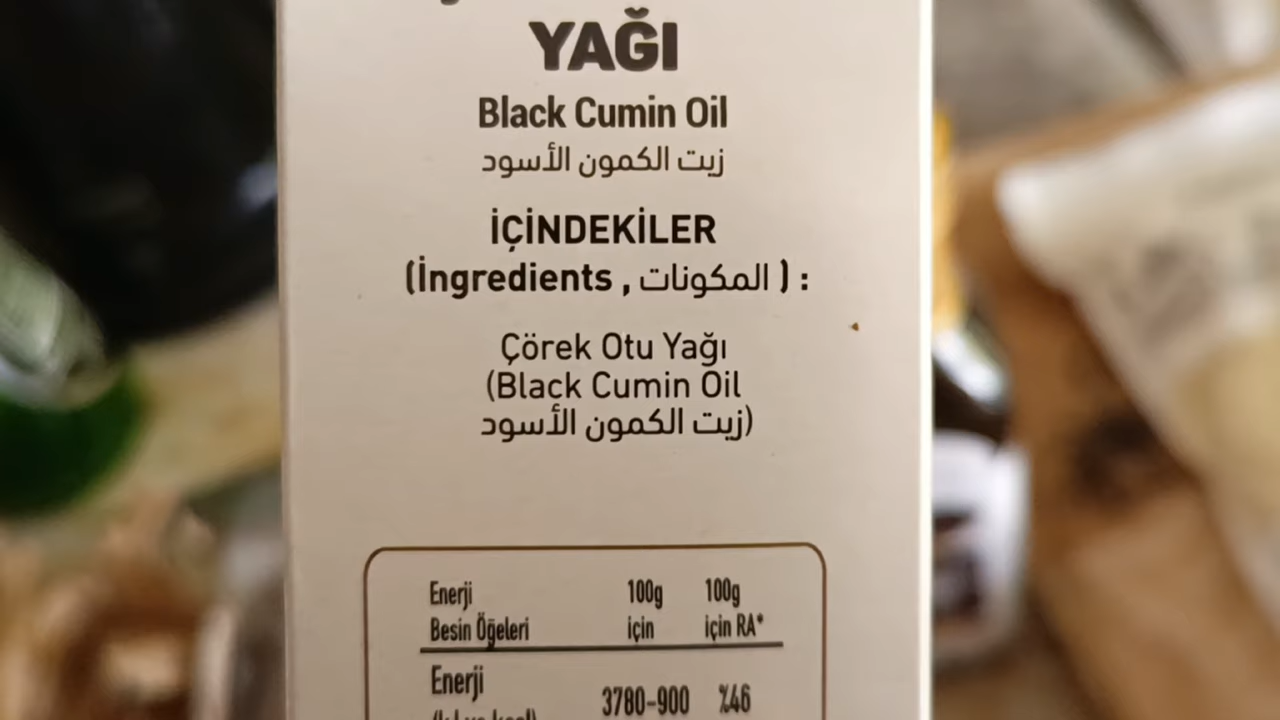 YAĞI
Black Cumin Oil
زيت الكمون الأسود
İÇİNDEKİLER
(İngredients , المكونات ) :
Çörek Otu Yağı
(Black Cumin Oil
زيت الكمون الأسود)
Enerji 100g 100g
Besin Öğeleri için için RA*
Enerji 3780-900 %46